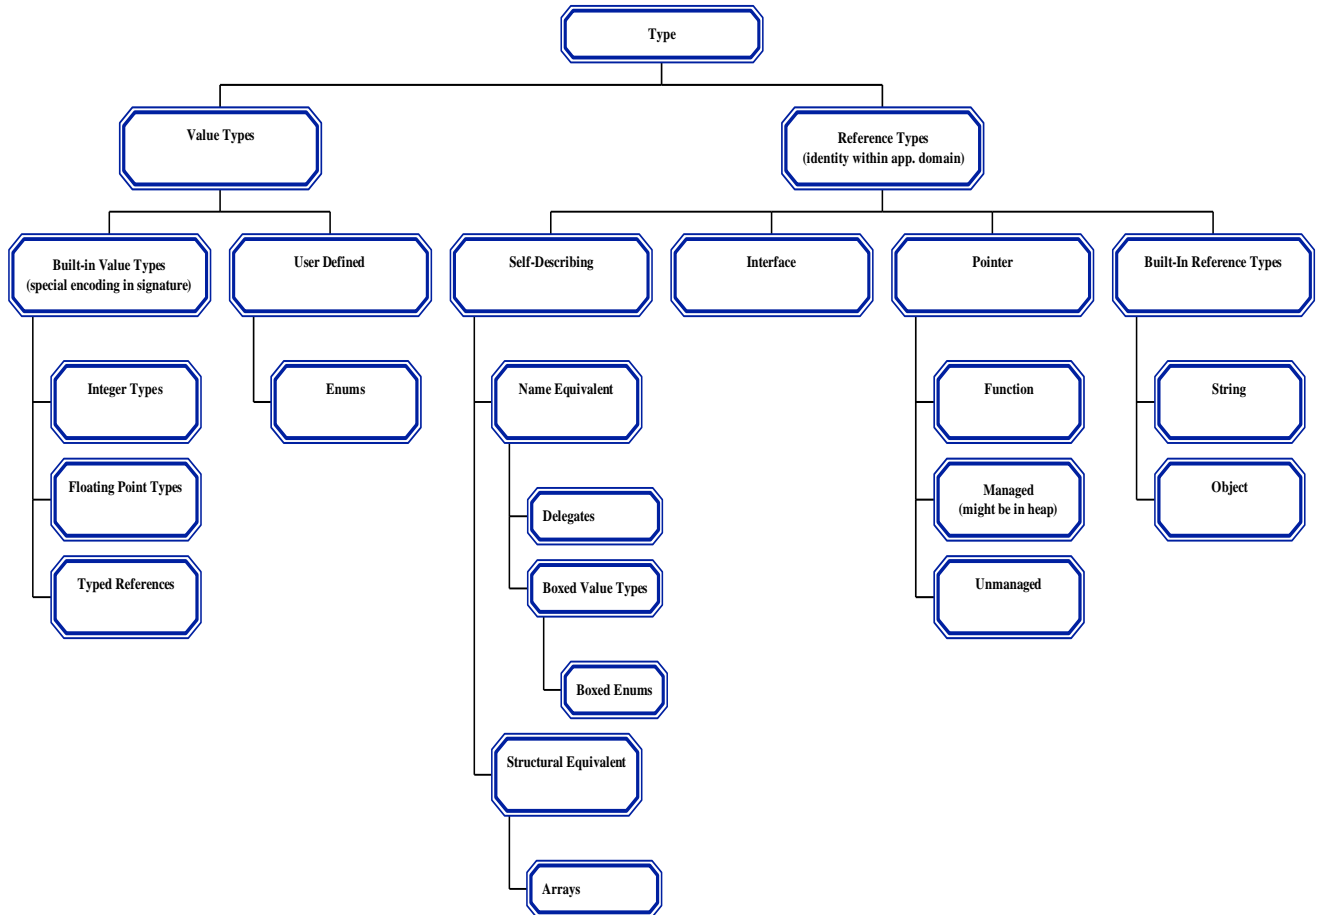 Type
Value Types
Reference Types
(identity within app. domain)
Built-in Value Types
(special encoding in signature)
User Defined
Self-Describing
Interface
Pointer
Built-In Reference Types
Integer Types
Enums
Name Equivalent
Function
String
Floating Point Types
Managed
(might be in heap)
Object
Delegates
Typed References
Boxed Value Types
Unmanaged
Boxed Enums
Structural Equivalent
Arrays